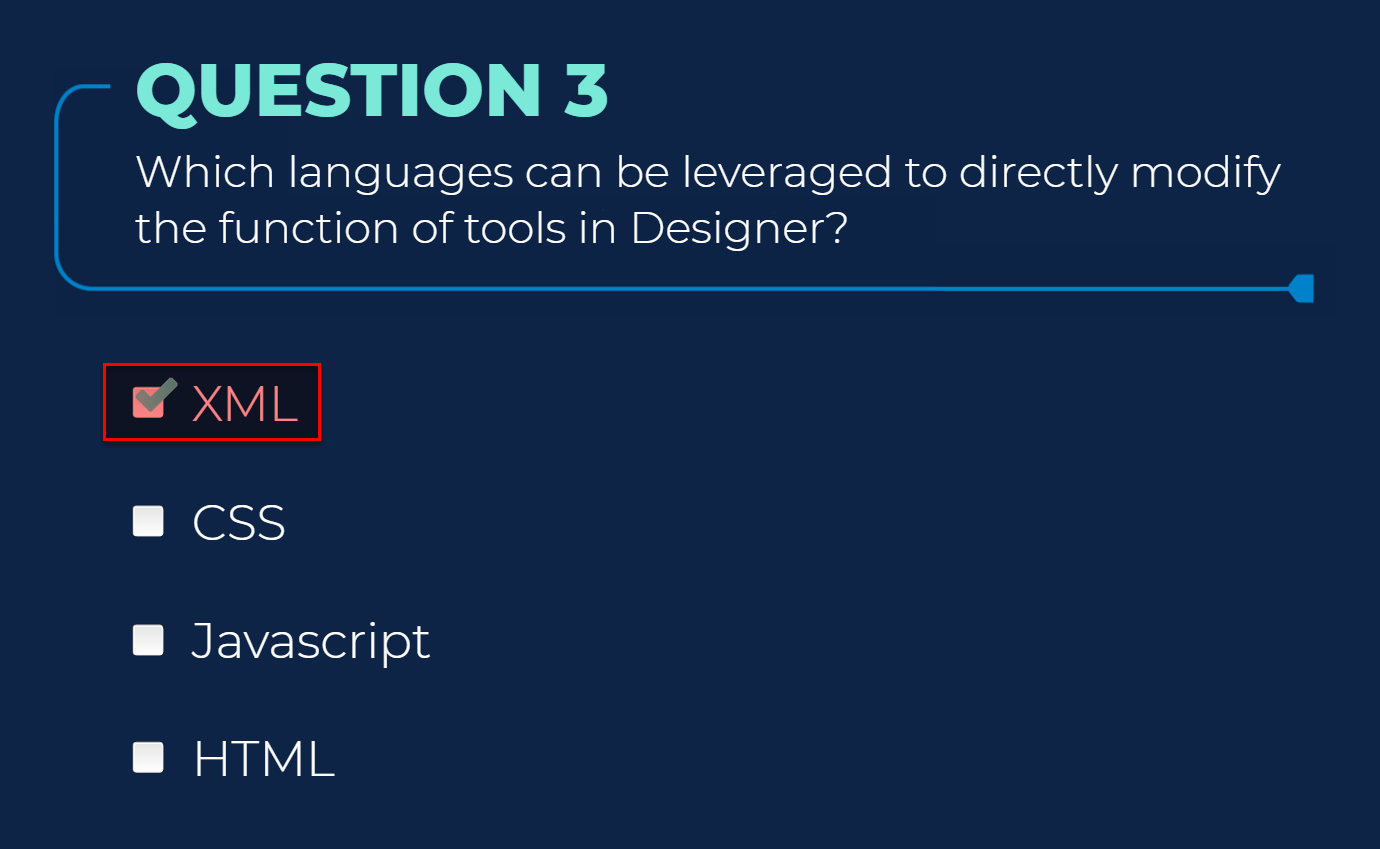 QUESTION 3
Which languages can be leveraged to directly modify
the function of tools in Designer?
XML
CSS
Javascript
HTML